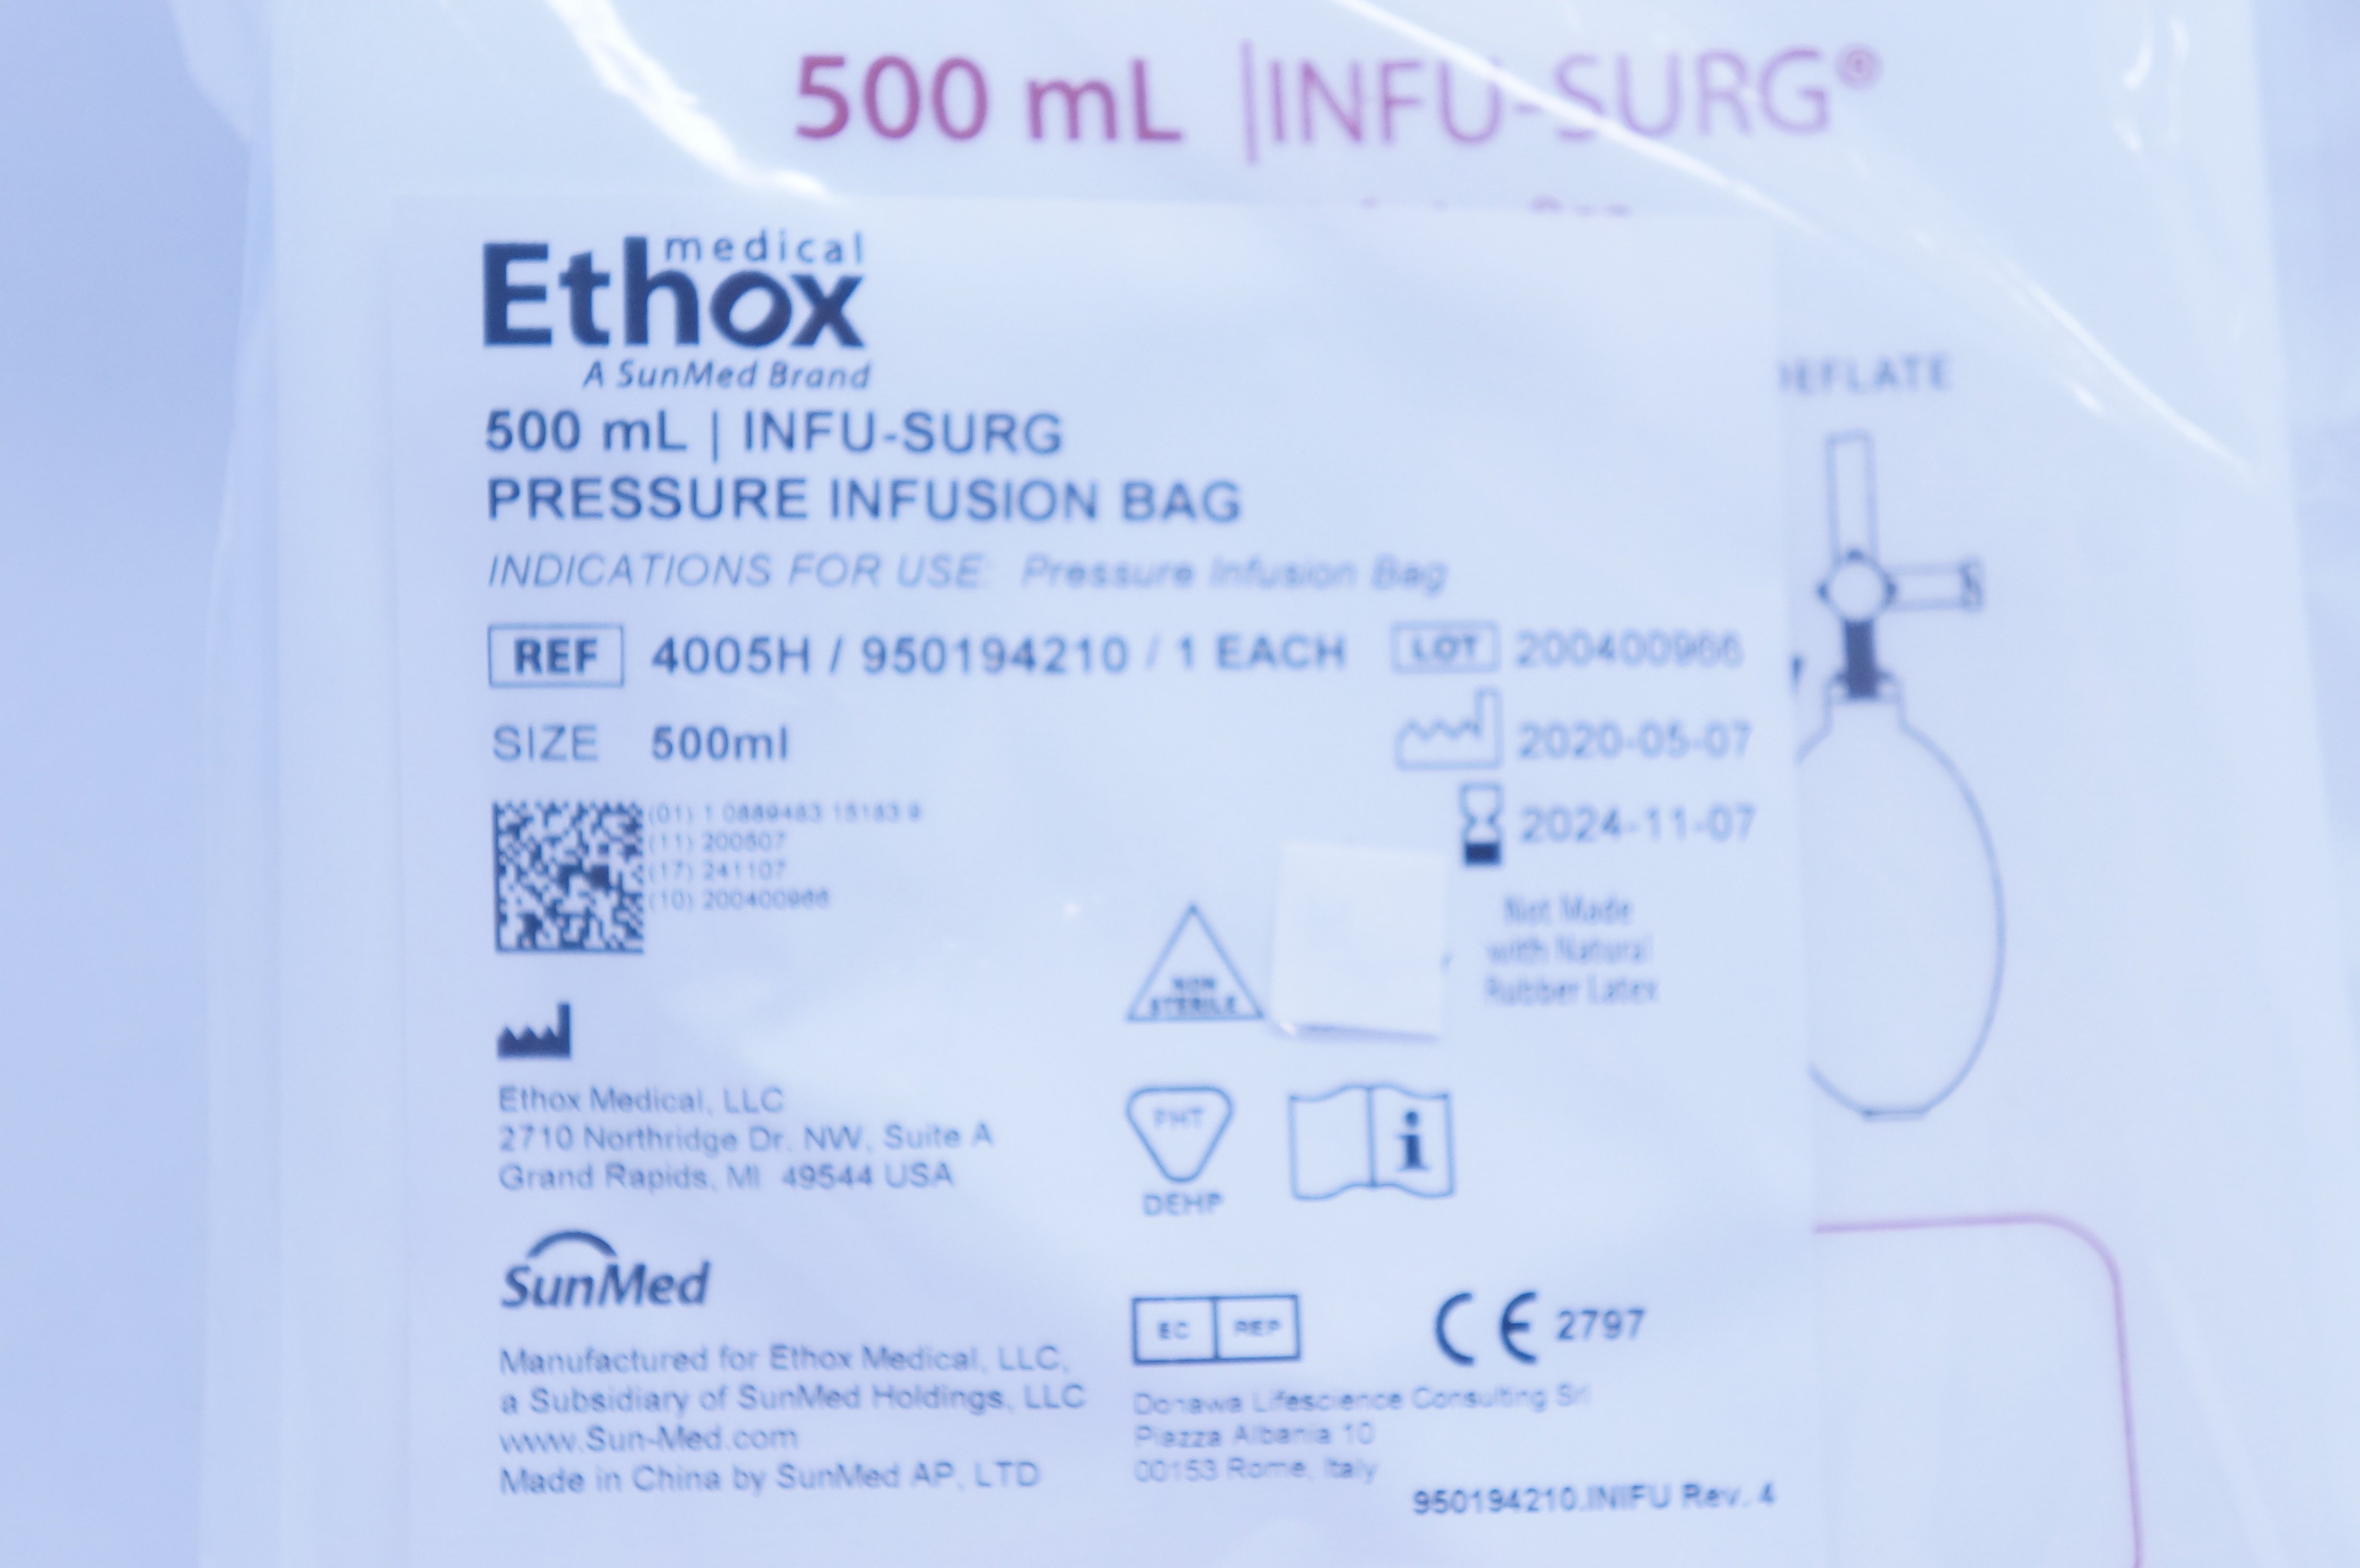 500 mL | INFU-SURG®
medical
Ethox
A SunMed Brand
DEFLATE
500 mL | INFU-SURG
PRESSURE INFUSION BAG
INDICATIONS FOR USE: Pressure Infusion Bag
REF 4005H / 950194210 / 1 EACH
LOT 200400966
SIZE 500ml
2020-05-07
2024-11-07
(01) 1 0889483 15183 9
(11) 200507
(17) 241107
(10) 200400966
NON
STERILE
Not Made
with Natural
Rubber Latex
Ethox Medical, LLC
2710 Northridge Dr. NW, Suite A
Grand Rapids, MI 49544 USA
PHT
DEHP
i
SunMed
EC REP
CE 2797
Manufactured for Ethox Medical, LLC,
a Subsidiary of SunMed Holdings, LLC
www.Sun-Med.com
Made in China by SunMed AP, LTD
Donawa Lifescience Consulting Srl
Piazza Albania 10
00153 Rome, Italy
950194210.INIFU Rev. 4